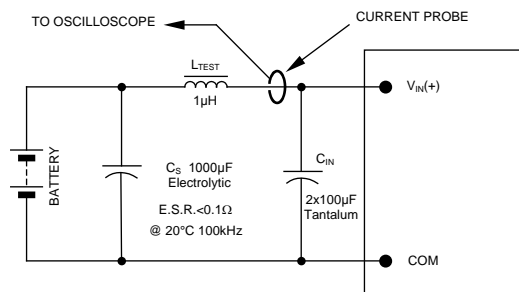 TO OSCILLOSCOPE
CURRENT PROBE
LTEST
1µH
VIN(+)
BATTERY
CS 1000µF
Electrolytic
E.S.R.<0.1Ω
@ 20°C 100kHz
CIN
2x100µF
Tantalum
COM